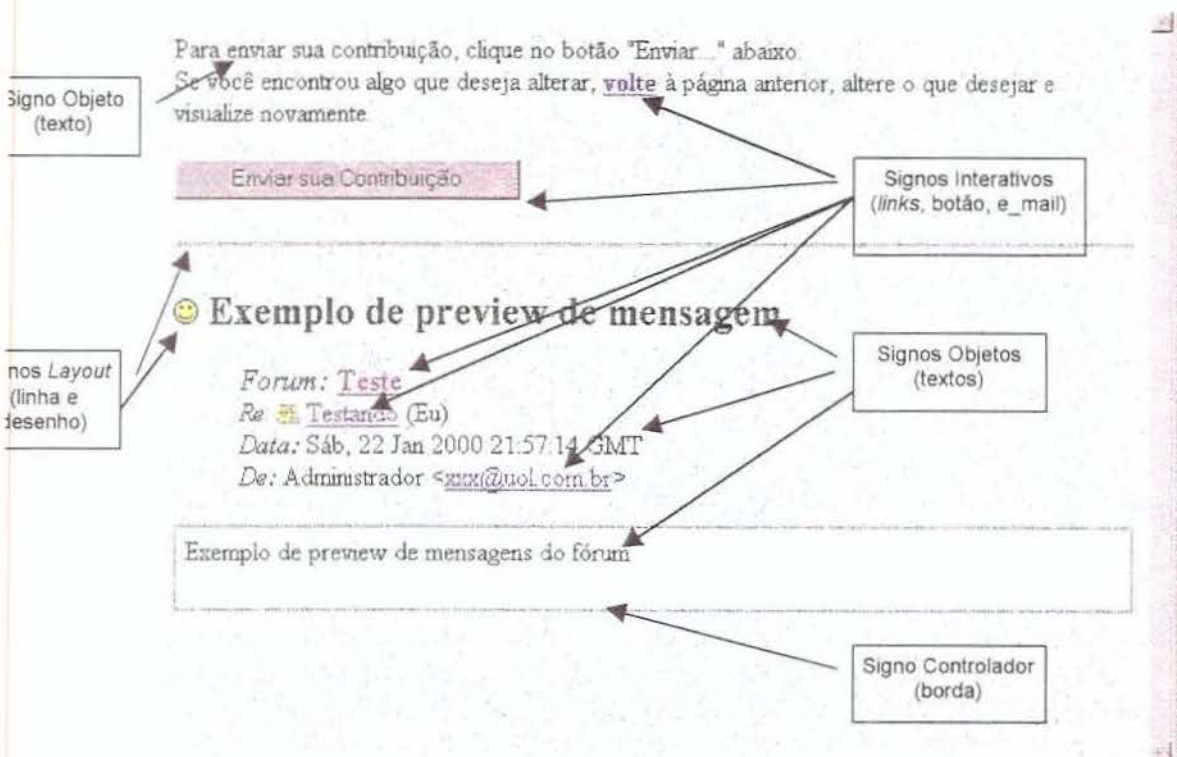 Para enviar sua contribuição, clique no botão "Enviar..." abaixo.
Se você encontrou algo que deseja alterar, volte à página anterior, altere o que desejar e
visualize novamente
Signo Objeto
(texto)
Enviar sua Contribuição
Signos Interativos
(links, botão, e_mail)
Exemplo de preview de mensagem
nos Layout
(linha e
desenho)
Forum: Teste
Re Testando (Eu)
Data: Sáb, 22 Jan 2000 21:57:14 GMT
De: Administrador <xxx@uol.com.br>
Signos Objetos
(textos)
Exemplo de preview de mensagens do fórum
Signo Controlador
(borda)